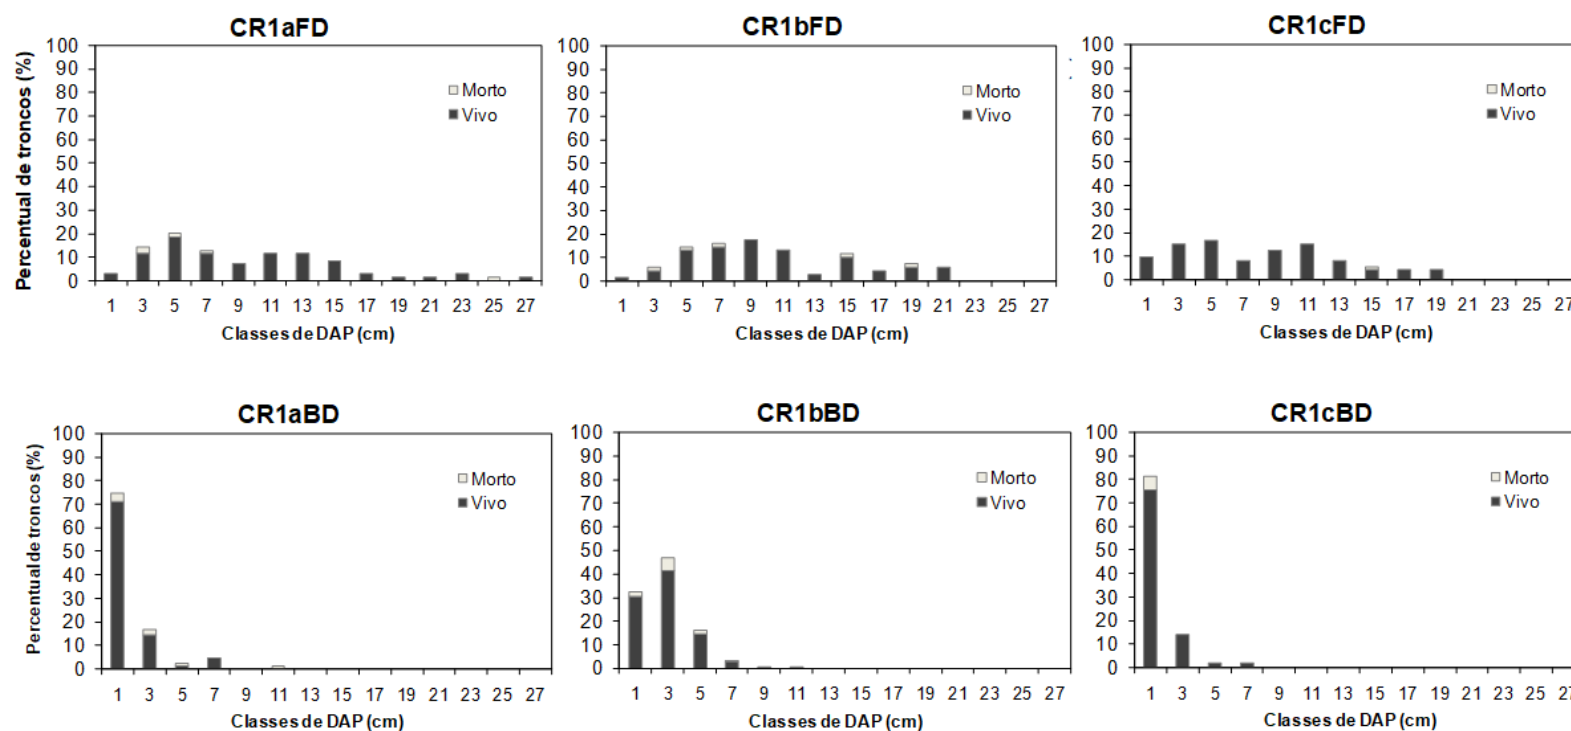 CR1aFD
Percentual de troncos (%)
100
90
80
70
60
50
40
30
20
10
0
Morto
Vivo
1 3 5 7 9 11 13 15 17 19 21 23 25 27
Classes de DAP (cm)
CR1bFD
100
90
80
70
60
50
40
30
20
10
0
Morto
Vivo
1 3 5 7 9 11 13 15 17 19 21 23 25 27
Classes de DAP (cm)
CR1cFD
100
90
80
70
60
50
40
30
20
10
0
Morto
Vivo
1 3 5 7 9 11 13 15 17 19 21 23 25 27
Classes de DAP (cm)
CR1aBD
Percentual de troncos (%)
100
90
80
70
60
50
40
30
20
10
0
Morto
Vivo
1 3 5 7 9 11 13 15 17 19 21 23 25 27
Classes de DAP (cm)
CR1bBD
100
90
80
70
60
50
40
30
20
10
0
Morto
Vivo
1 3 5 7 9 11 13 15 17 19 21 23 25 27
Classes de DAP (cm)
CR1cBD
100
90
80
70
60
50
40
30
20
10
0
Morto
Vivo
1 3 5 7 9 11 13 15 17 19 21 23 25 27
Classes de DAP (cm)